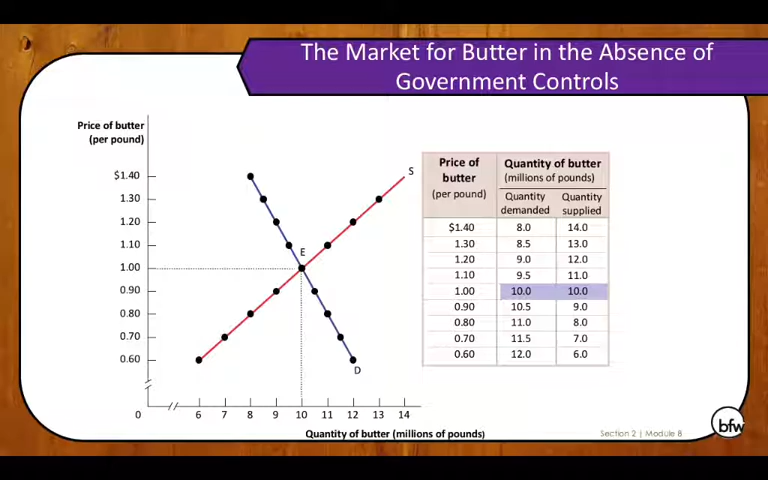 The Market for Butter in the Absence of
Government Controls
Price of butter
(per pound)
$1.40
1.30
1.20
1.10
1.00
0.90
0.80
0.70
0.60
0
6 7 8 9 10 11 12 13 14
Quantity of butter (millions of pounds)
S
E
D
Price of
butter
(per pound)
Quantity of butter
(millions of pounds)
Quantity
demanded
Quantity
supplied
$1.40 8.0 14.0
1.30 8.5 13.0
1.20 9.0 12.0
1.10 9.5 11.0
1.00 10.0 10.0
0.90 10.5 9.0
0.80 11.0 8.0
0.70 11.5 7.0
0.60 12.0 6.0
Section 2 | Module 8
bfw